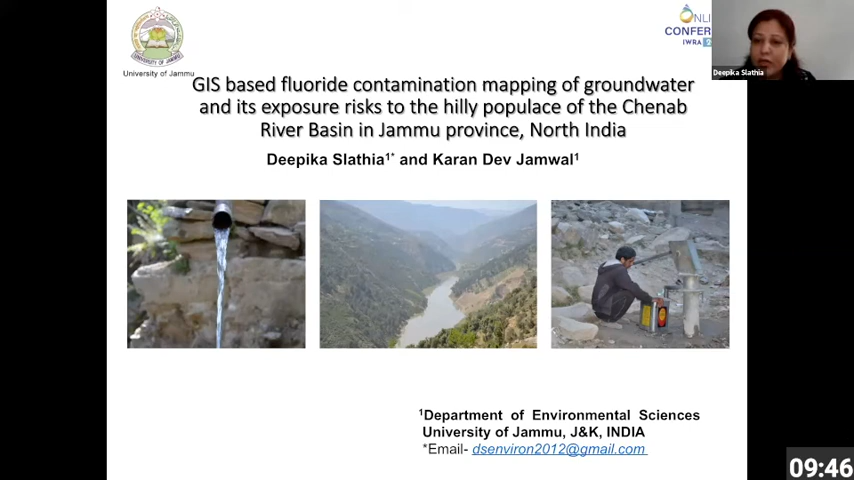 University of Jammu
ONLI
CONFER
IWRA
Deepika Slathia
GIS based fluoride contamination mapping of groundwater
and its exposure risks to the hilly populace of the Chenab
River Basin in Jammu province, North India
Deepika Slathia1* and Karan Dev Jamwal1
1Department of Environmental Sciences
University of Jammu, J&K, INDIA
*Email- dsenviron2012@gmail.com
09:46